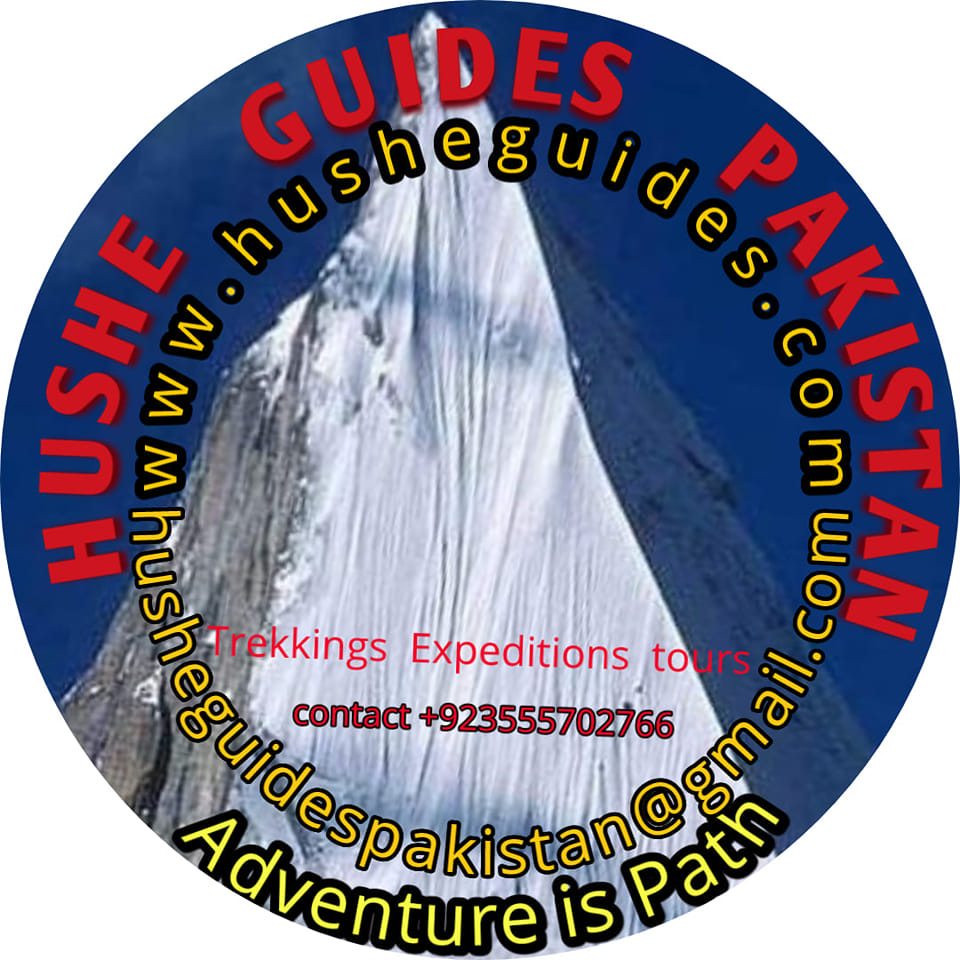 HUSHE GUIDES PAKISTAN
www.husheguides.com
Trekkings Expeditions tours
contact +923555702766
husheguidespakistan@gmail.com
Adventure is Path